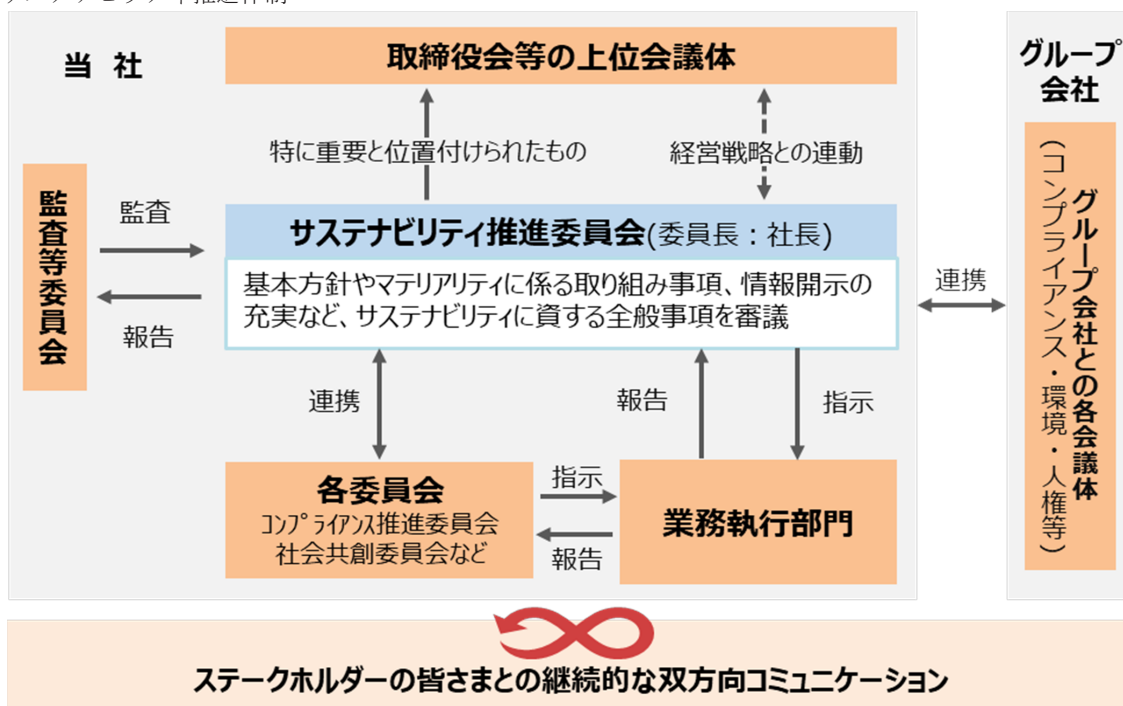 当 社
取締役会等の上位会議体
特に重要と位置付けられたもの
経営戦略との連動
監査等委員会
監査
報告
サステナビリティ推進委員会(委員長:社長)
基本方針やマテリアリティに係る取り組み事項、情報開示の
充実など、サステナビリティに資する全般事項を審議
連携
報告
指示
各委員会
ｺﾝﾌﾟﾗｲｱﾝｽ推進委員会
社会共創委員会など
指示
報告
業務執行部門
連携
グループ
会社
グループ会社との各会議体
(コンプライアンス・環境・人権等)
ステークホルダーの皆さまとの継続的な双方向コミュニケーション